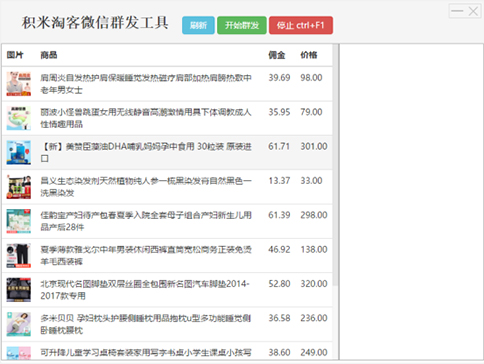 积米淘客微信群发工具
刷新 开始群发 停止 ctrl+F1
图片 商品 佣金 价格
肩周炎自发热护肩保暖睡觉发热磁疗肩部加热肩膀热敷中 39.69 98.00
老年男女士
丽波小怪兽跳蛋女用无线静音高潮激情用具下体调教成人 35.95 79.00
性情趣用品
【新】美赞臣藻油DHA哺乳妈妈孕中食用 30粒装 原装进 61.71 301.00
口
昌义生态染发剂天然植物纯人参一梳黑染发膏自然黑色一 13.37 33.00
洗黑染发
佳韵宝产妇待产包春夏季入院全套母子组合产妇新生儿用 61.39 298.00
品产后28件
夏季薄款雅戈尔中年男装休闲西裤直筒宽松商务正装免烫 46.92 138.00
羊毛西装裤
北京现代名图脚垫双层丝圈全包围新名图汽车脚垫2014- 52.80 320.00
2017款专用
多米贝贝 孕妇枕头护腰侧睡枕用品抱枕u型多功能睡觉侧 36.58 236.00
卧睡枕腰枕
可升降儿童学习桌椅套装家用写字书桌小学生课桌小孩写 38.60 249.00